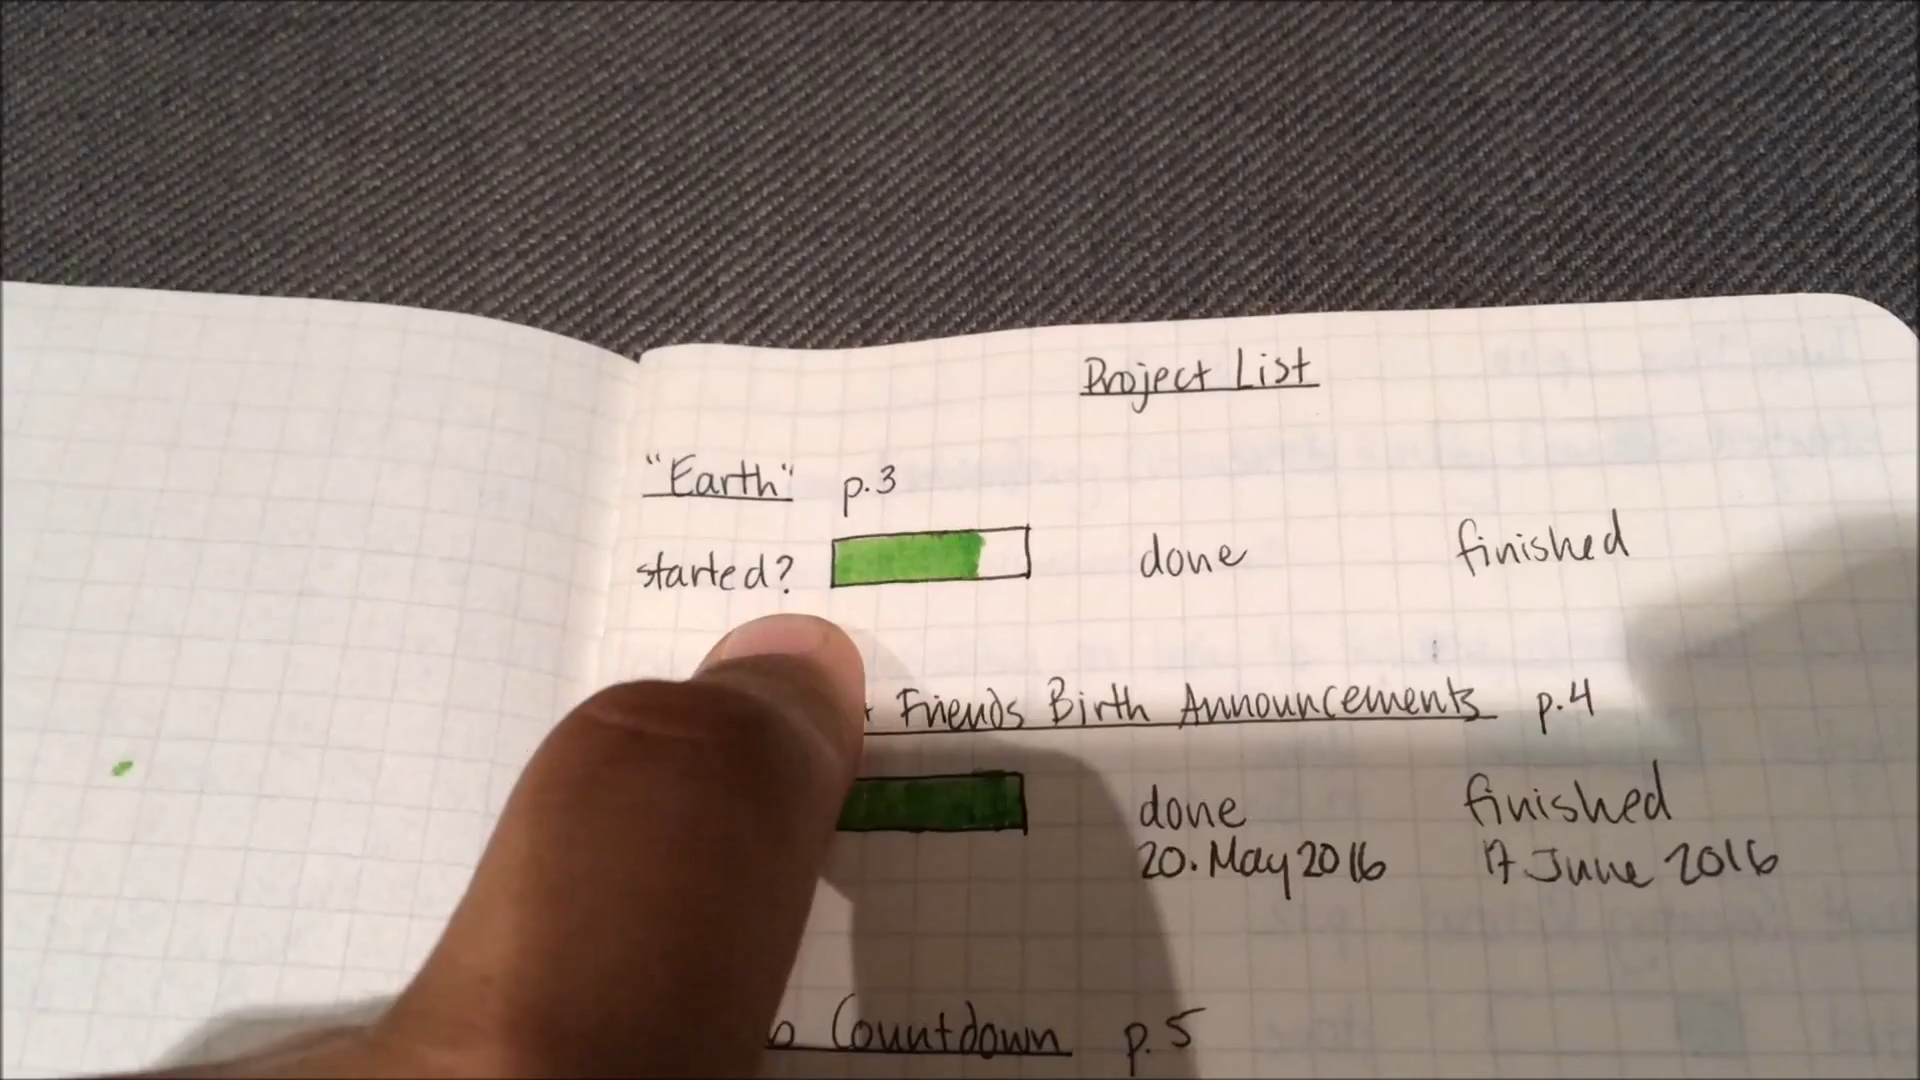 Project List
"Earth" p.3
started? done finished
Friends Birth Announcements p.4
done finished
20. May 2016 17 June 2016
Countdown p.5